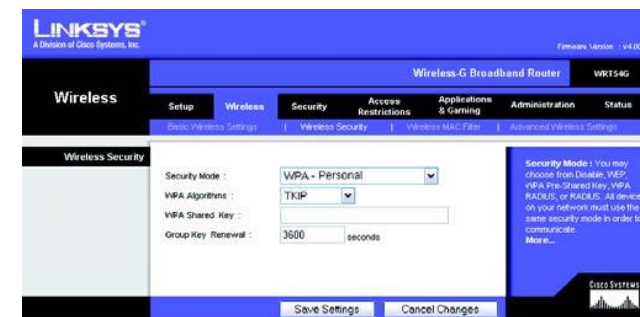 LINKSYS®
A Division of Cisco Systems, Inc.
Firmware Version : v4.00
Wireless-G Broadband Router WRT54G
Wireless
Setup Wireless Security Access Restrictions Applications & Gaming Administration Status
Basic Wireless Settings | Wireless Security | Wireless MAC Filter | Advanced Wireless Settings
Wireless Security
Security Mode : WPA - Personal
WPA Algorithms : TKIP
WPA Shared Key :
Group Key Renewal : 3600 seconds
Security Mode : You may
choose from Disable, WEP,
WPA Pre-Shared Key, WPA
RADIUS, or RADIUS. All device
on your network must use the
same security mode in order to
communicate.
More...
CISCO SYSTEMS
Save Settings Cancel Changes